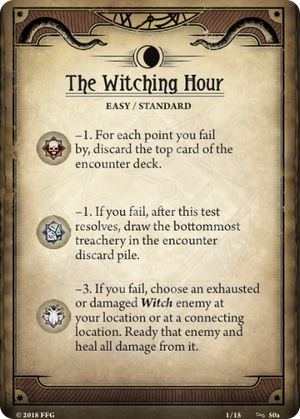 The Witching Hour
EASY / STANDARD
–1. For each point you fail
by, discard the top card of the
encounter deck.
–1. If you fail, after this test
resolves, draw the bottommost
treachery in the encounter
discard pile.
–3. If you fail, choose an exhausted
or damaged Witch enemy at
your location or at a connecting
location. Ready that enemy and
heal all damage from it.
© 2018 FFG 1/15 50a